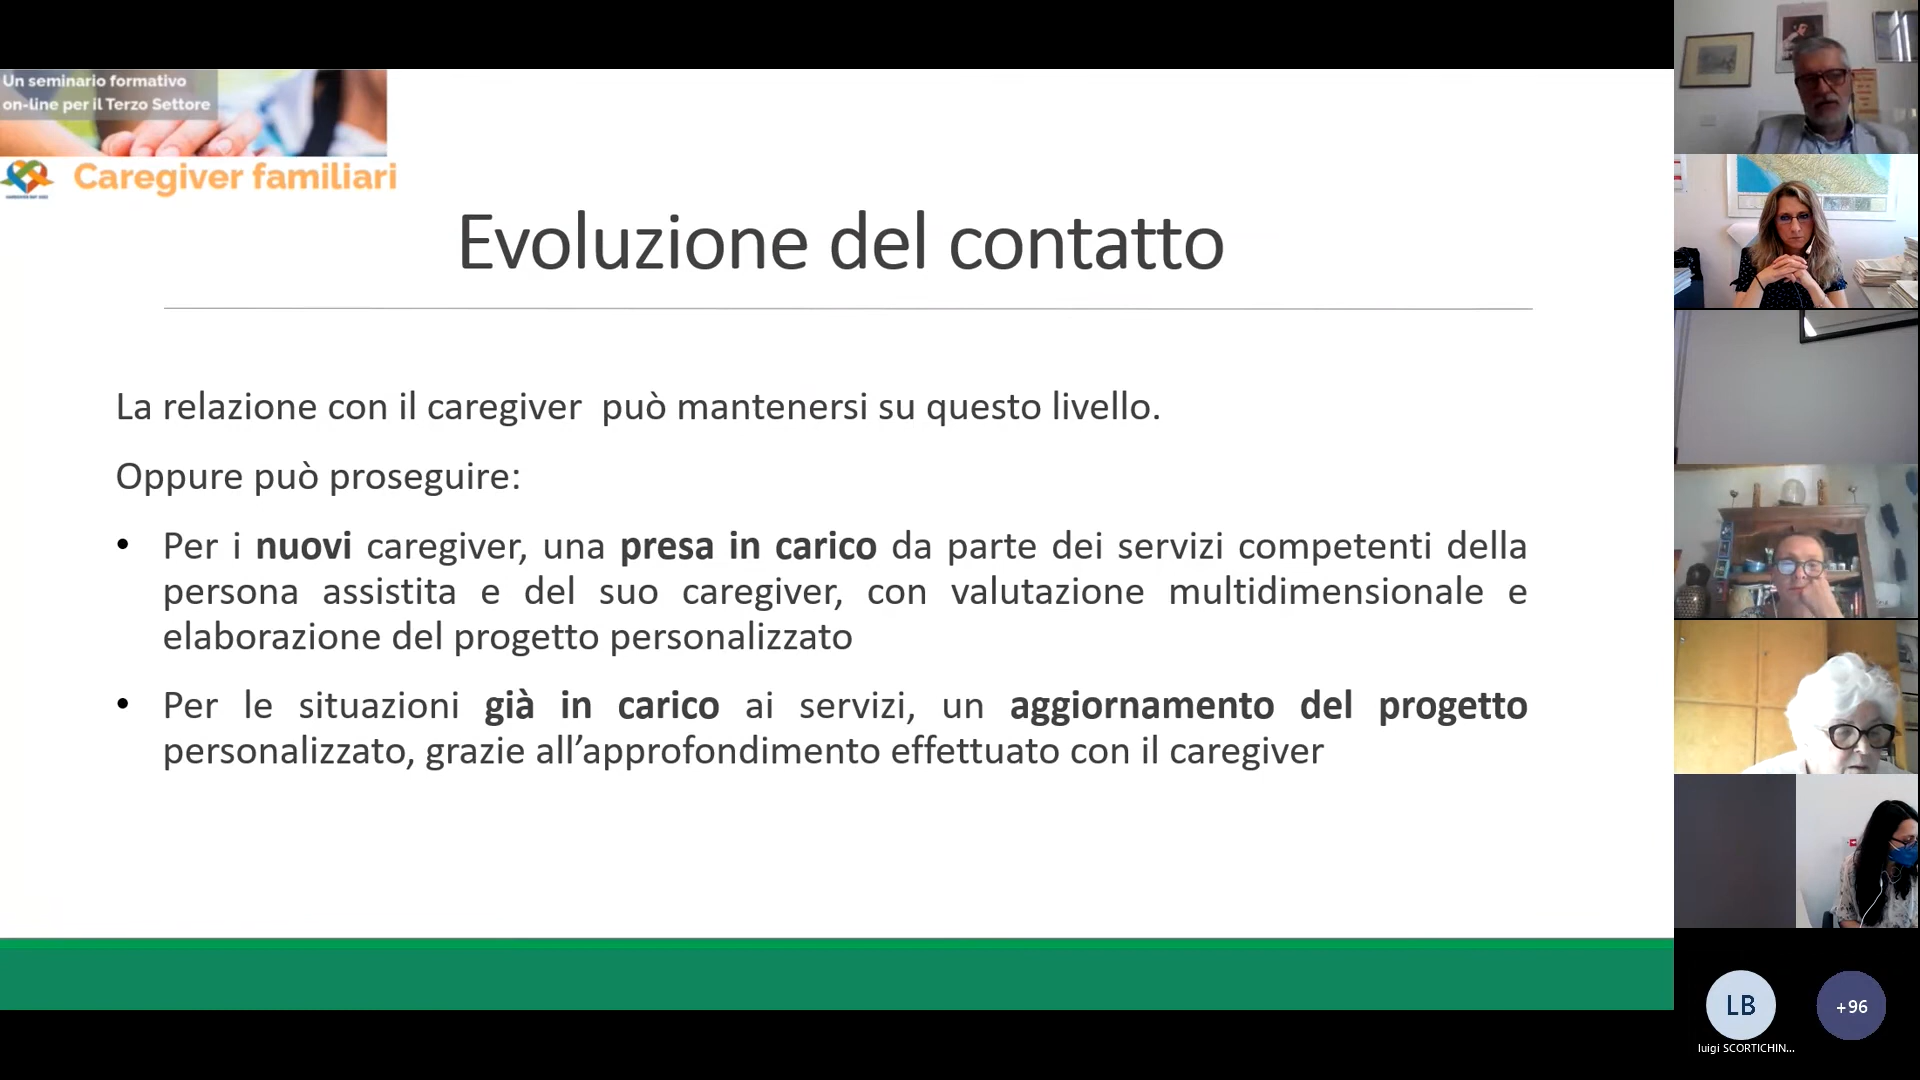 Un seminario formativo
on-line per il Terzo Settore
Caregiver familiari
Evoluzione del contatto
La relazione con il caregiver  può mantenersi su questo livello.
Oppure può proseguire:
• Per i nuovi caregiver, una presa in carico da parte dei servizi competenti della
persona assistita e del suo caregiver, con valutazione multidimensionale e
elaborazione del progetto personalizzato
• Per le situazioni già in carico ai servizi, un aggiornamento del progetto
personalizzato, grazie all’approfondimento effettuato con il caregiver
LB
+96
luigi SCORTICHIN...